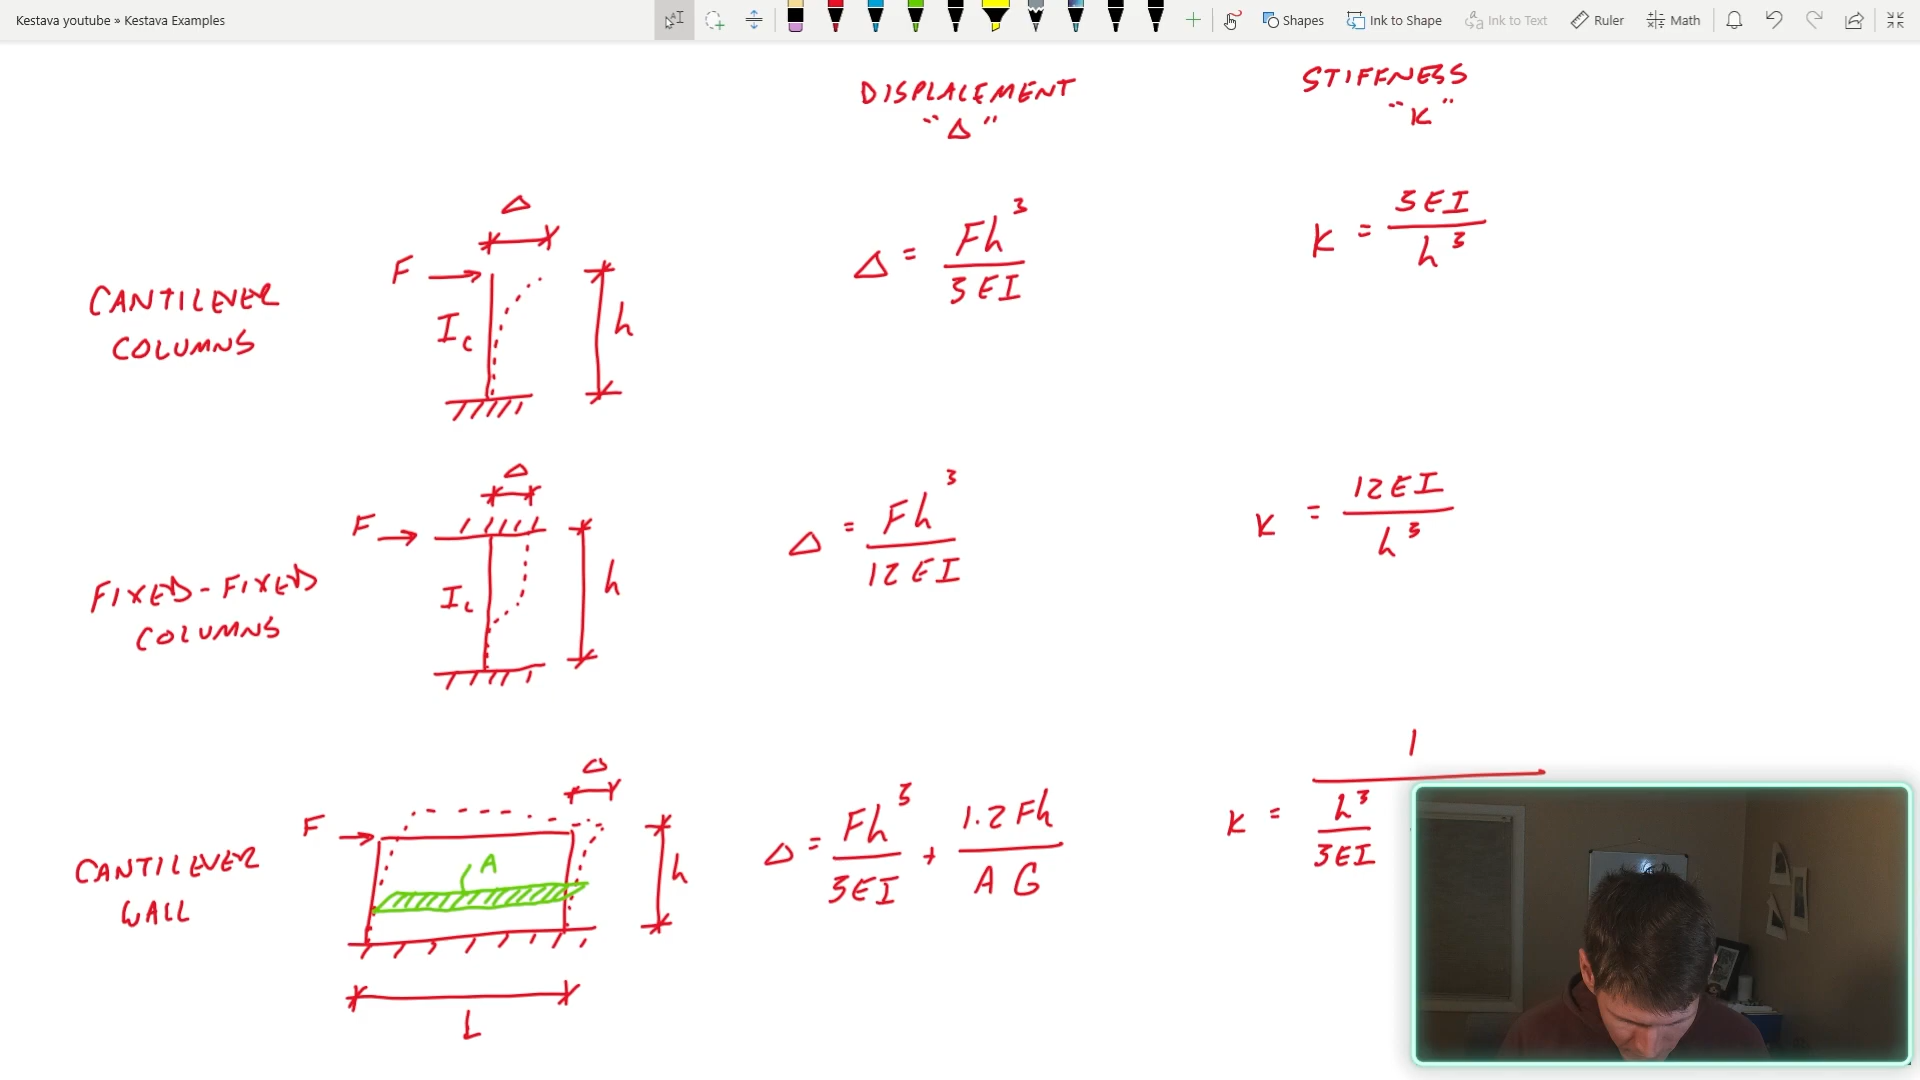 Kestava youtube » Kestava Examples
Shapes
Ink to Shape
Ink to Text
Ruler
Math
DISPLACEMENT
"Δ"
STIFFNESS
"K"
CANTILEVER
COLUMNS
Δ
F
I_c
h
Δ = Fh³ / 3EI
K = 3EI / h³
FIXED-FIXED
COLUMNS
Δ
F
I_c
h
Δ = Fh³ / 12EI
K = 12EI / h³
CANTILEVER
WALL
Δ
F
A
h
L
Δ = Fh³ / 3EI + 1.2Fh / AG
K = 1 / h³ / 3EI